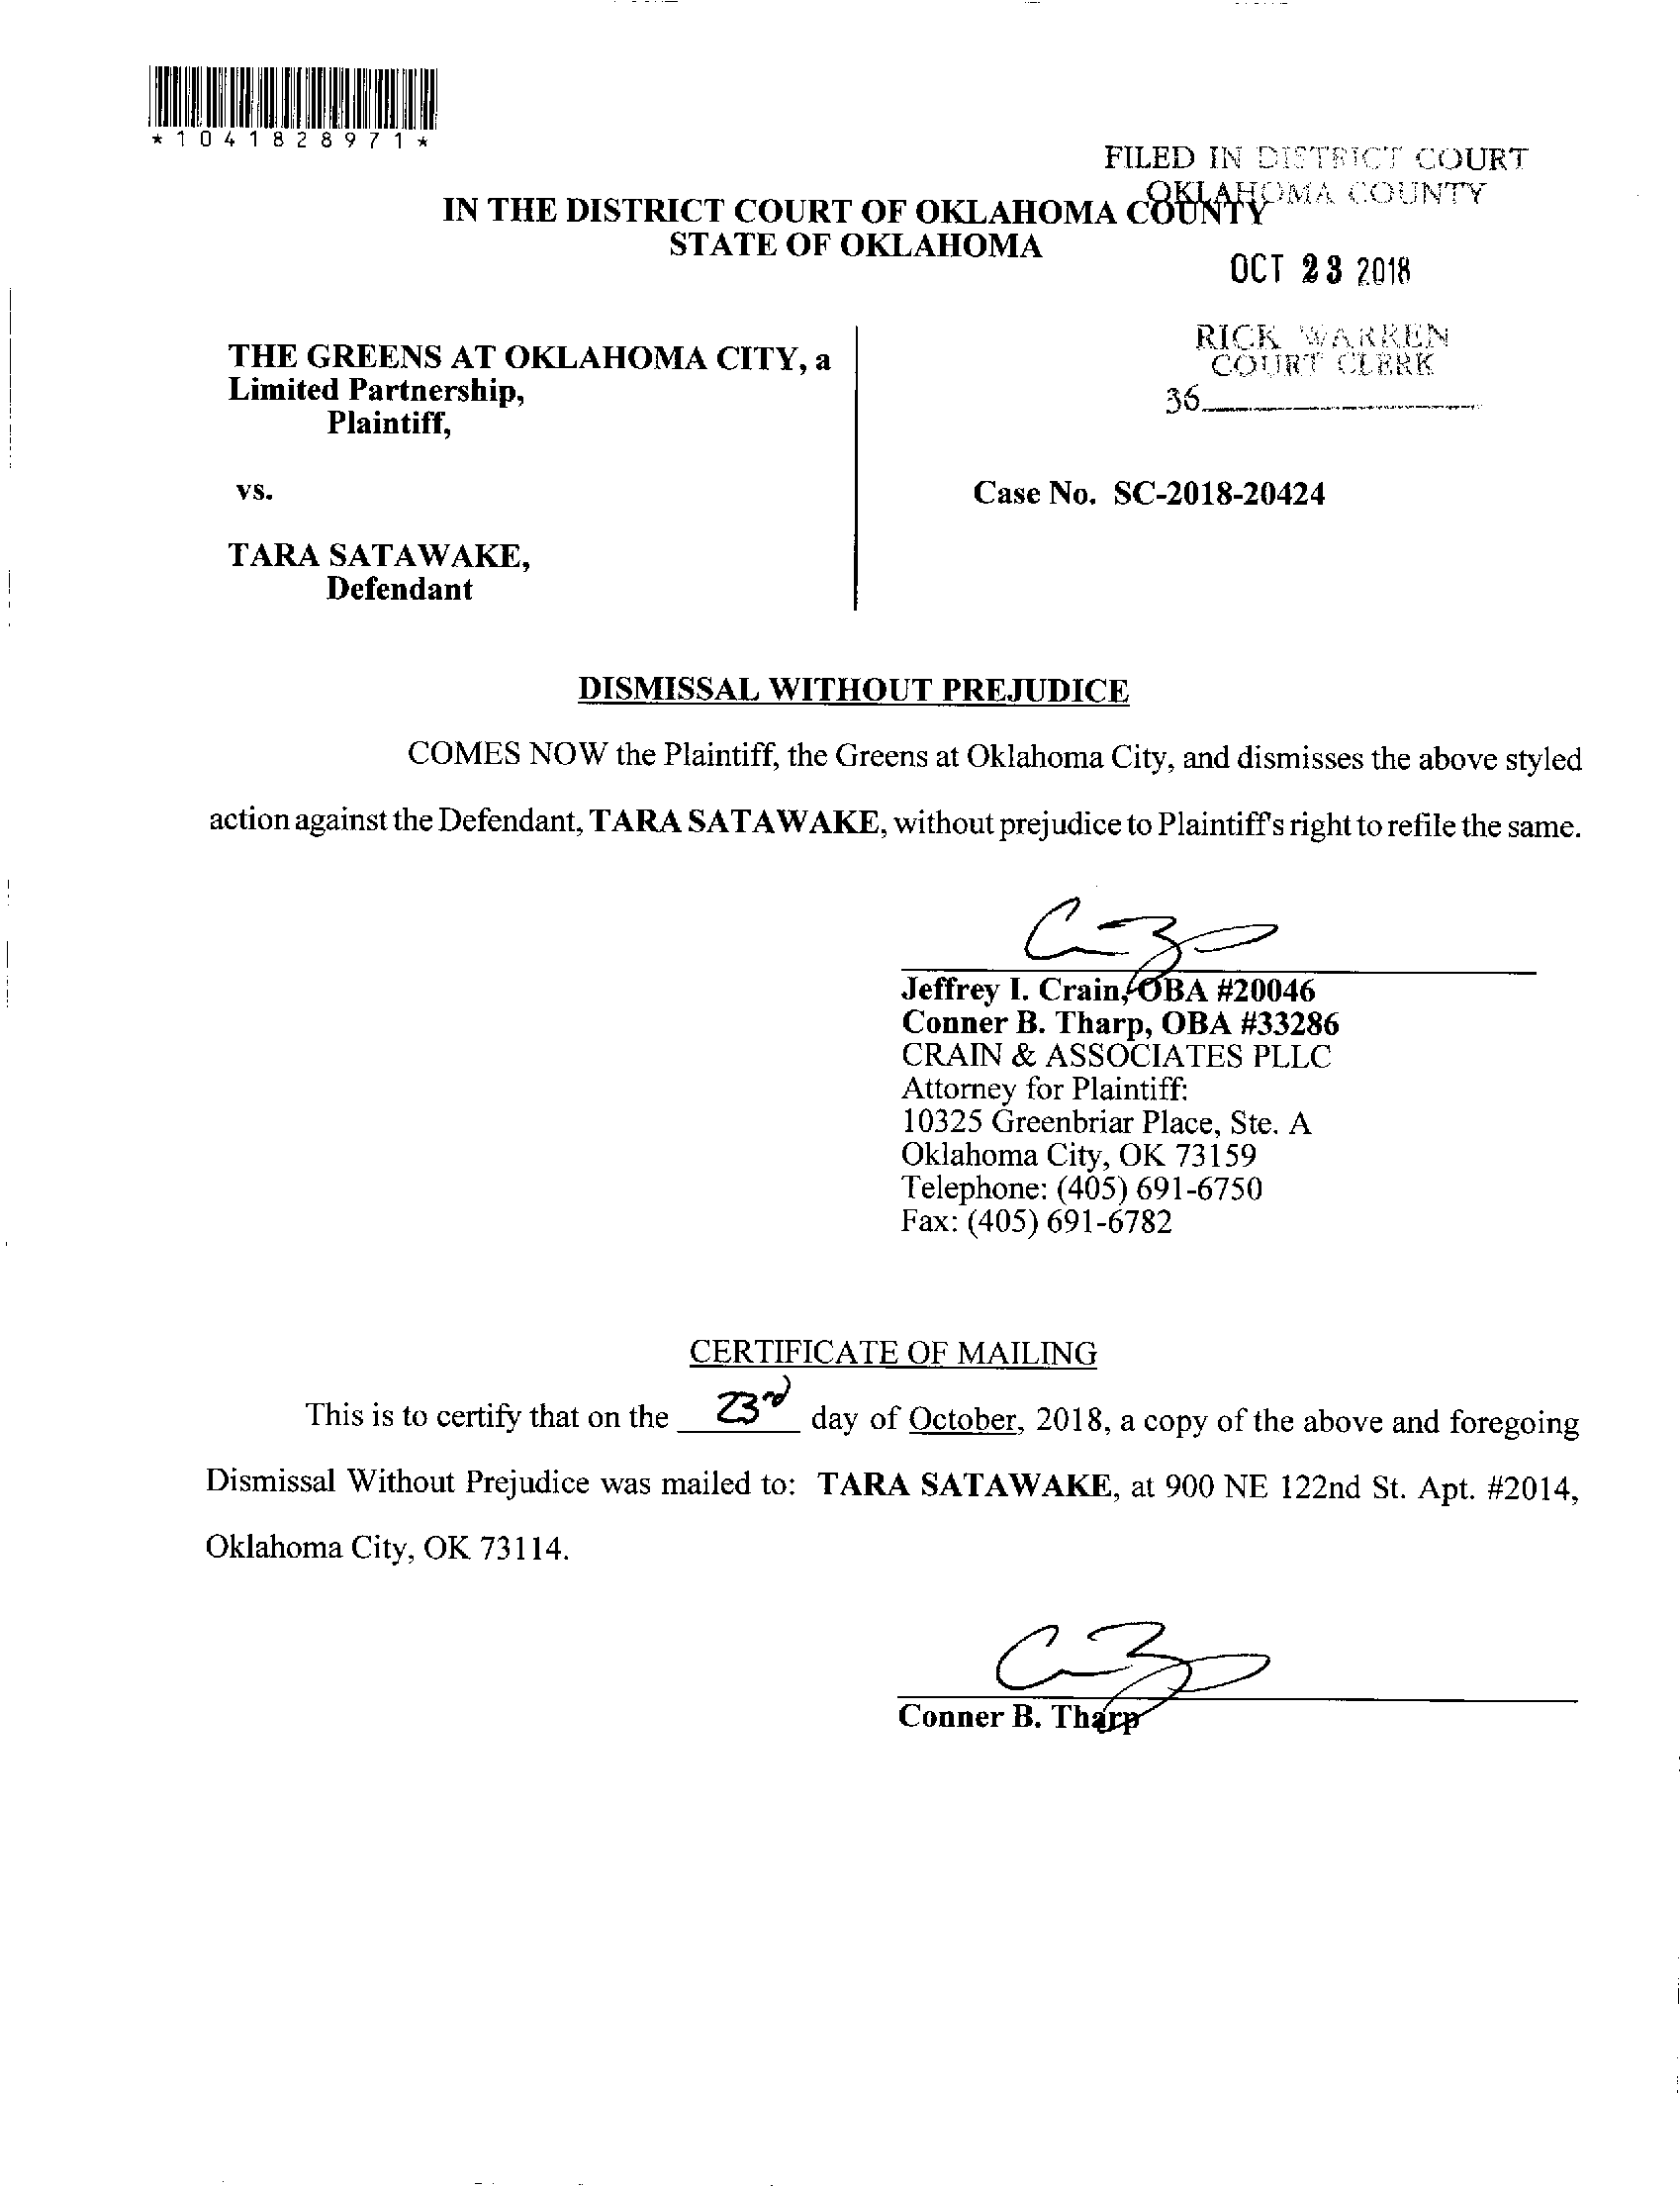 *1041828971*
FILED IN DISTRICT COURT
OKLAHOMA COUNTY
IN THE DISTRICT COURT OF OKLAHOMA COUNTY
STATE OF OKLAHOMA
OCT 23 2018
RICK WARREN
COURT CLERK
36
THE GREENS AT OKLAHOMA CITY, a
Limited Partnership,
Plaintiff,
vs.
Case No. SC-2018-20424
TARA SATAWAKE,
Defendant
DISMISSAL WITHOUT PREJUDICE
COMES NOW the Plaintiff, the Greens at Oklahoma City, and dismisses the above styled
action against the Defendant, TARA SATAWAKE, without prejudice to Plaintiff's right to refile the same.
Jeffrey I. Crain, OBA #20046
Conner B. Tharp, OBA #33286
CRAIN & ASSOCIATES PLLC
Attorney for Plaintiff:
10325 Greenbriar Place, Ste. A
Oklahoma City, OK 73159
Telephone: (405) 691-6750
Fax: (405) 691-6782
CERTIFICATE OF MAILING
This is to certify that on the 23rd day of October, 2018, a copy of the above and foregoing
Dismissal Without Prejudice was mailed to: TARA SATAWAKE, at 900 NE 122nd St. Apt. #2014,
Oklahoma City, OK 73114.
Conner B. Tharp